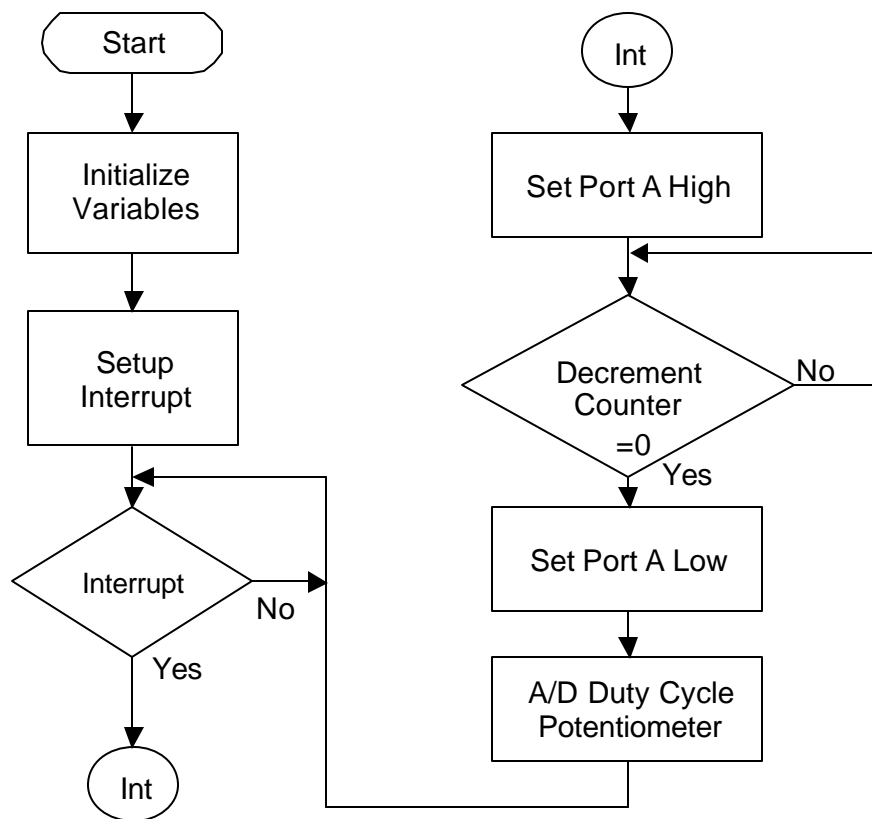 Start
Initialize
Variables
Setup
Interrupt
Interrupt
No
Yes
Int
Int
Set Port A High
Decrement
Counter
=0
No
Yes
Set Port A Low
A/D Duty Cycle
Potentiometer